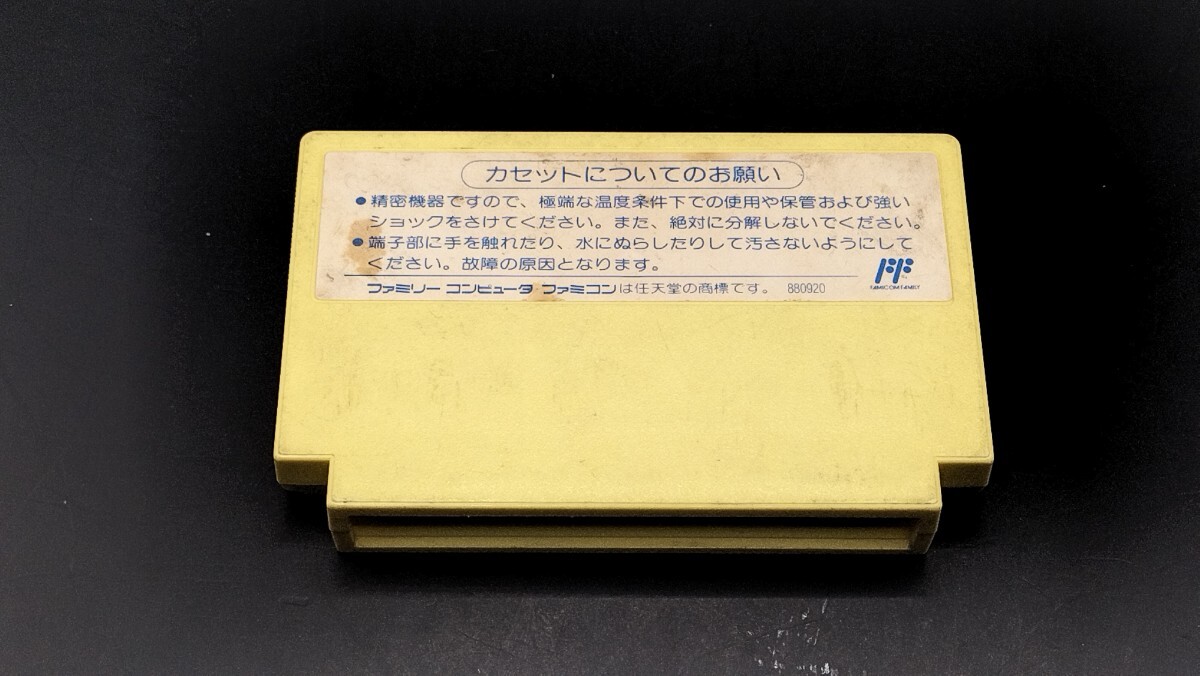 カセットについてのお願い
●精密機器ですので、極端な温度条件下での使用や保管および強い
ショックをさけてください。また、絶対に分解しないでください。
●端子部に手を触れたり、水にぬらしたりして汚さないようにして
ください。故障の原因となります。
FF
FAMICOM FAMILY
ファミリー コンピュータ・ファミコンは任天堂の商標です。 880920